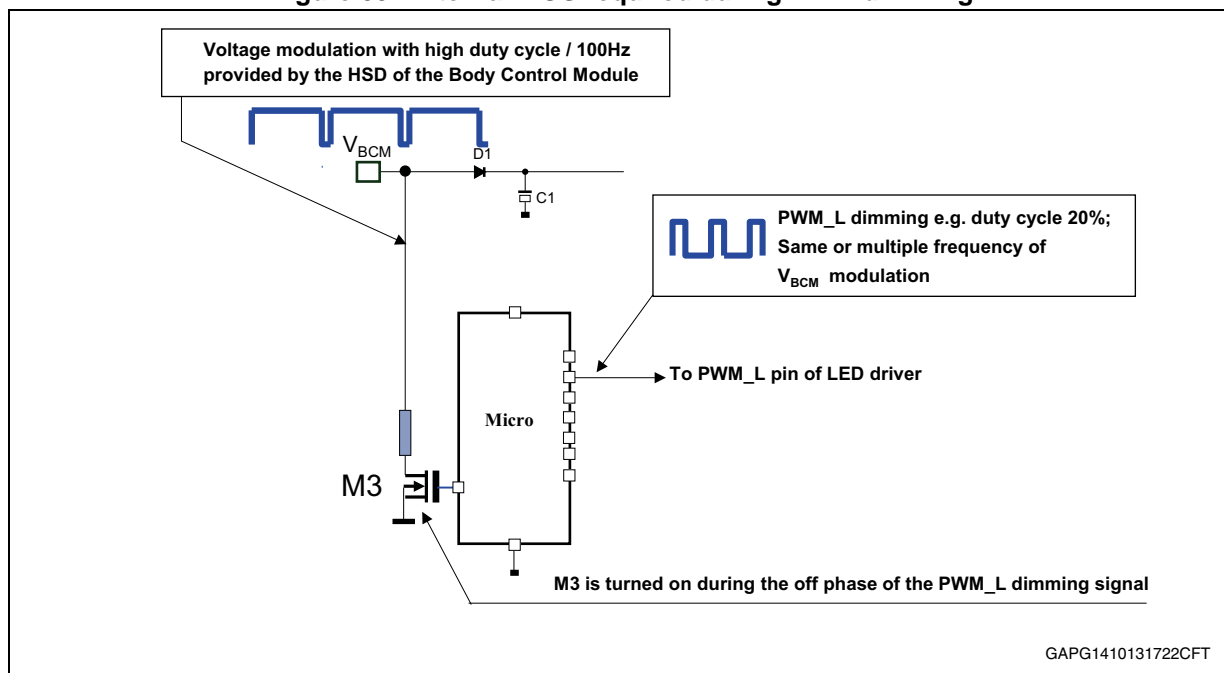 Voltage modulation with high duty cycle / 100Hz
provided by the HSD of the Body Control Module
VBCM
D1
C1
PWM_L dimming e.g. duty cycle 20%;
Same or multiple frequency of
VBCM modulation
To PWM_L pin of LED driver
Micro
M3
M3 is turned on during the off phase of the PWM_L dimming signal
GAPG1410131722CFT